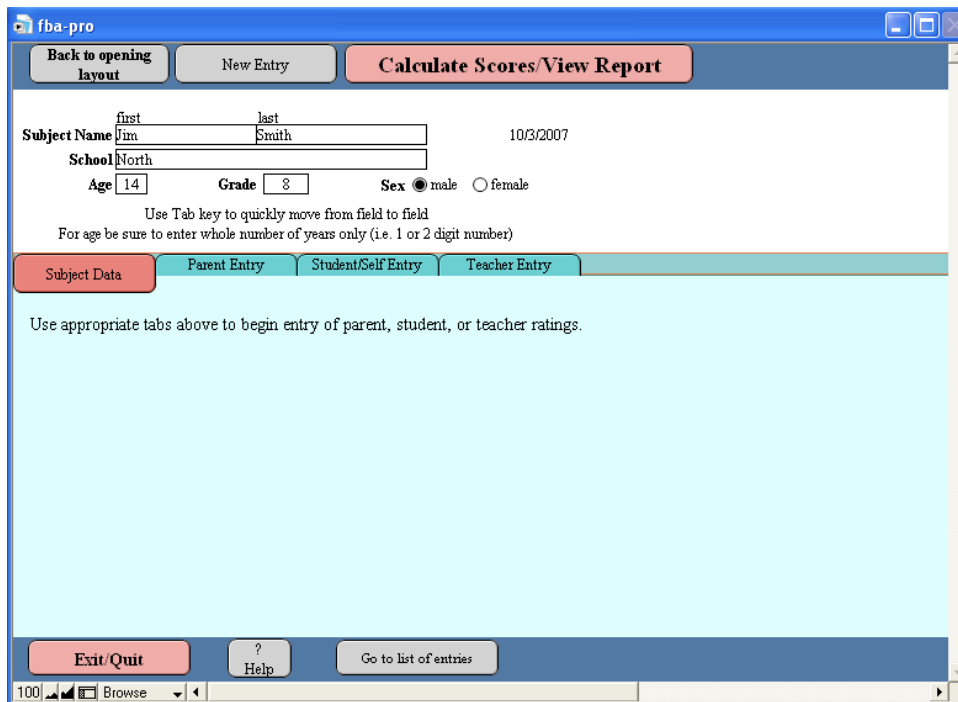 fba-pro
Back to opening
layout
New Entry
Calculate Scores/View Report
first last
Subject Name Jim Smith 10/3/2007
School North
Age 14 Grade 8 Sex male female
Use Tab key to quickly move from field to field
For age be sure to enter whole number of years only (i.e. 1 or 2 digit number)
Subject Data Parent Entry Student/Self Entry Teacher Entry
Use appropriate tabs above to begin entry of parent, student, or teacher ratings.
Exit/Quit
?
Help
Go to list of entries
100 Browse